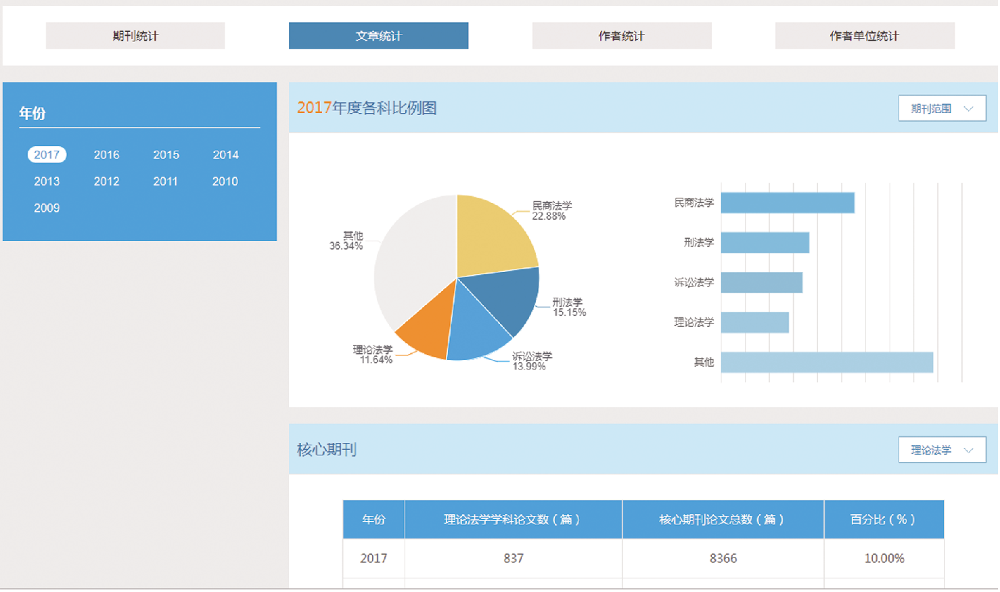 期刊统计
文章统计
作者统计
作者单位统计
年份
2017 2016 2015 2014
2013 2012 2011 2010
2009
2017年度各科比例图
期刊范围
民商法学
22.88%
其他
36.34%
刑法学
15.15%
理论法学
11.64%
诉讼法学
13.99%
民商法学
刑法学
诉讼法学
理论法学
其他
核心期刊
理论法学
年份 理论法学学科论文数（篇） 核心期刊论文总数（篇） 百分比（%）
2017 837 8366 10.00%